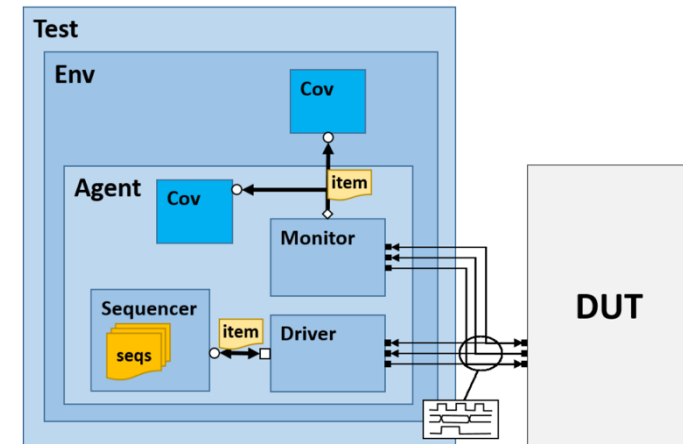 Test
Env
Cov
Agent
Cov
item
Monitor
Sequencer
seqs
item
Driver
DUT